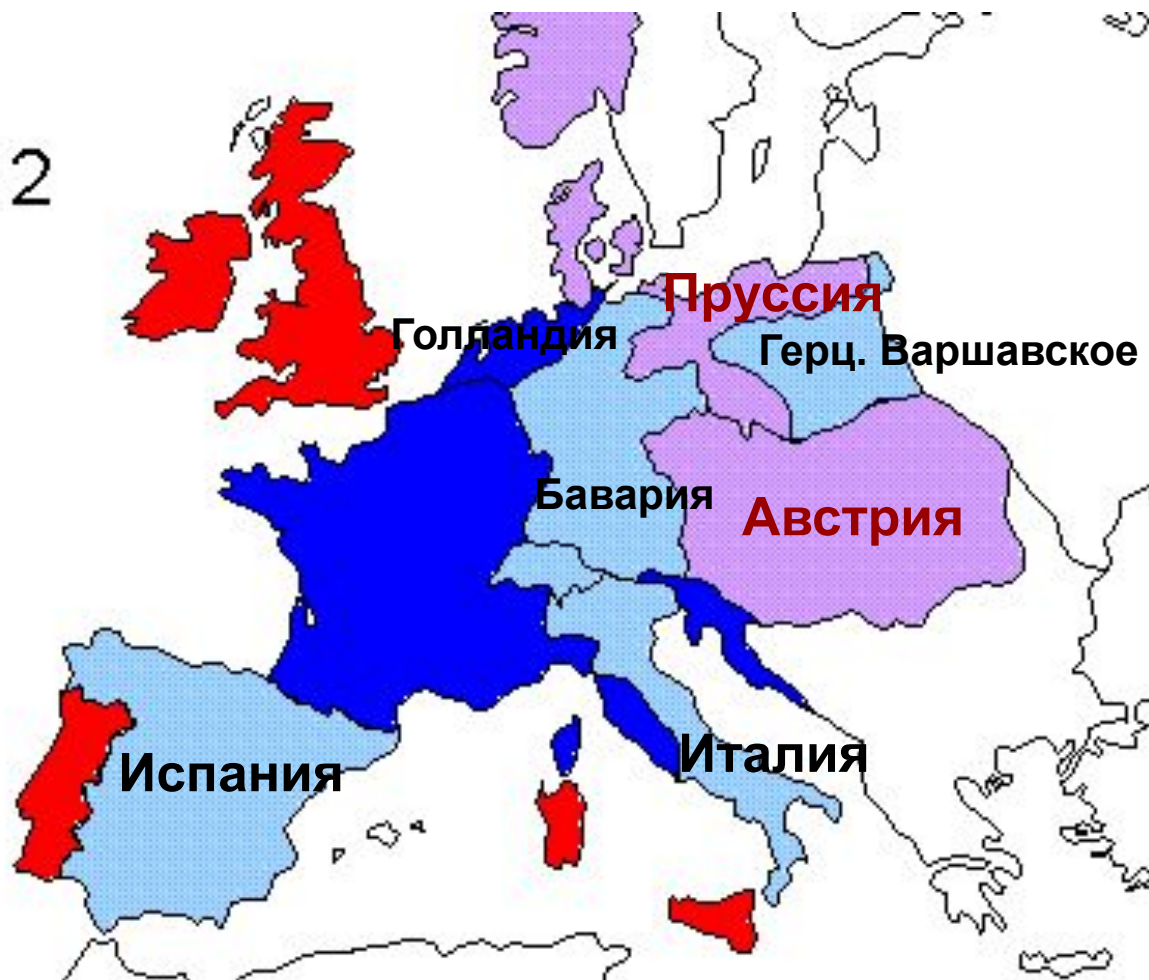 2
Пруссия
Голландия
Герц. Варшавское
Бавария
Австрия
Испания
Италия